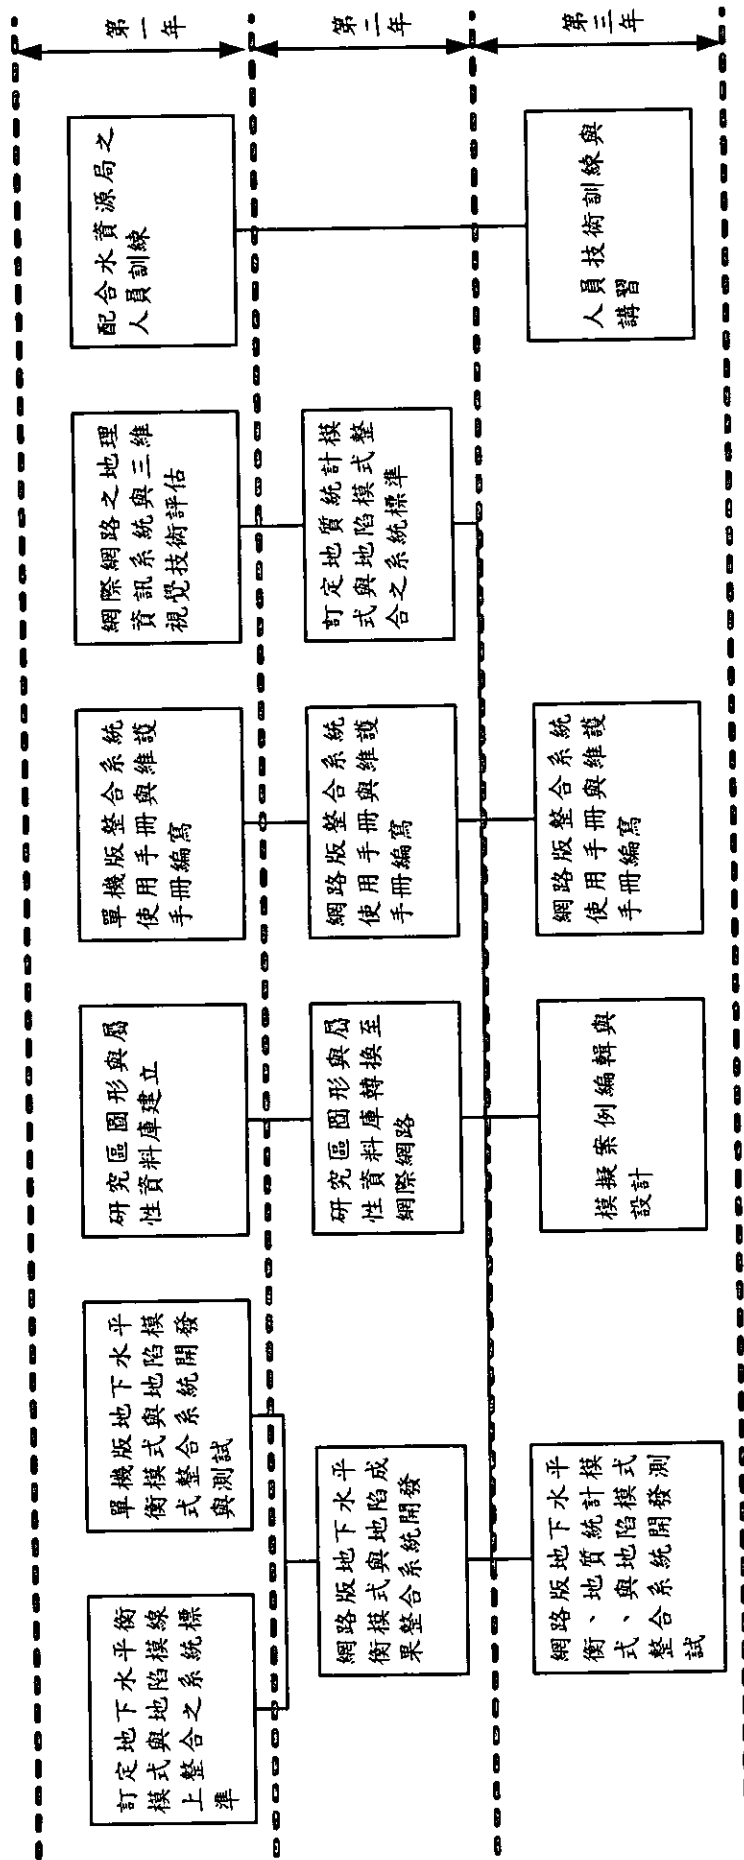 訂定地下水平衡
模式與地陷模線
上整合之系統標
準
單機版地下水平
衡模式與地陷模
式整合系統開發
與測試
研究區圖形與屬
性資料庫建立
單機版整合系統
使用手冊與維護
手冊編寫
網際網路之地理
資訊系統與三維
視覺技術評估
配合水資源局之
人員訓練
第一年
網路版地下水平
衡模式與地陷成
果整合系統開發
研究區圖形與屬
性資料庫轉換至
網際網路
網路版整合系統
使用手冊與維護
手冊編寫
訂定地質統計模
式與地陷模式整
合之系統標準
第二年
網路版地下水平
衡、地質統計模
式、與地陷模式
整合系統開發測
試
模擬案例編輯與
設計
網路版整合系統
使用手冊與維護
手冊編寫
人員技術訓練與
講習
第三年